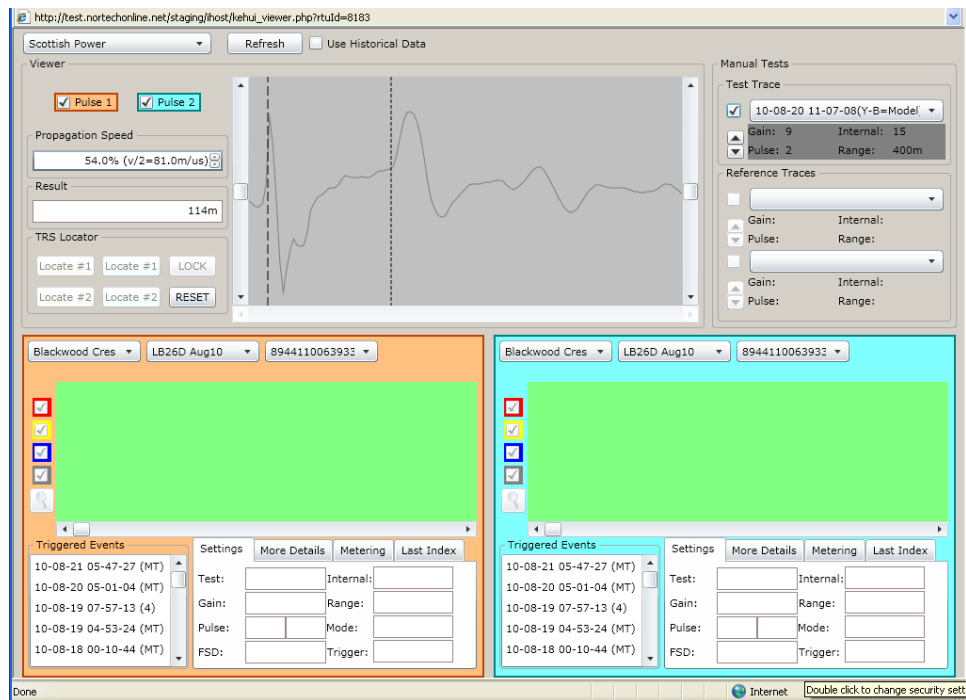 http://test.nortechonline.net/staging/ihost/kehui_viewer.php?rtuId=8183
Scottish Power
Refresh
Use Historical Data
Viewer
Pulse 1
Pulse 2
Propagation Speed
54.0% (v/2=81.0m/us)
Result
114m
TRS Locator
Locate #1
Locate #1
LOCK
Locate #2
Locate #2
RESET
Manual Tests
Test Trace
10-08-20 11-07-08(Y-B=Model
Gain: 9 Internal: 15
Pulse: 2 Range: 400m
Reference Traces
Gain: Internal:
Pulse: Range:
Gain: Internal:
Pulse: Range:
Blackwood Cres
LB26D Aug10
8944110063933
Triggered Events
10-08-21 05-47-27 (MT)
10-08-20 05-01-04 (MT)
10-08-19 07-57-13 (4)
10-08-19 04-53-24 (MT)
10-08-18 00-10-44 (MT)
Settings
More Details
Metering
Last Index
Test: Internal:
Gain: Range:
Pulse: Mode:
FSD: Trigger:
Blackwood Cres
LB26D Aug10
8944110063933
Triggered Events
10-08-21 05-47-27 (MT)
10-08-20 05-01-04 (MT)
10-08-19 07-57-13 (4)
10-08-19 04-53-24 (MT)
10-08-18 00-10-44 (MT)
Settings
More Details
Metering
Last Index
Test: Internal:
Gain: Range:
Pulse: Mode:
FSD: Trigger:
Done
Internet
Double click to change security sett